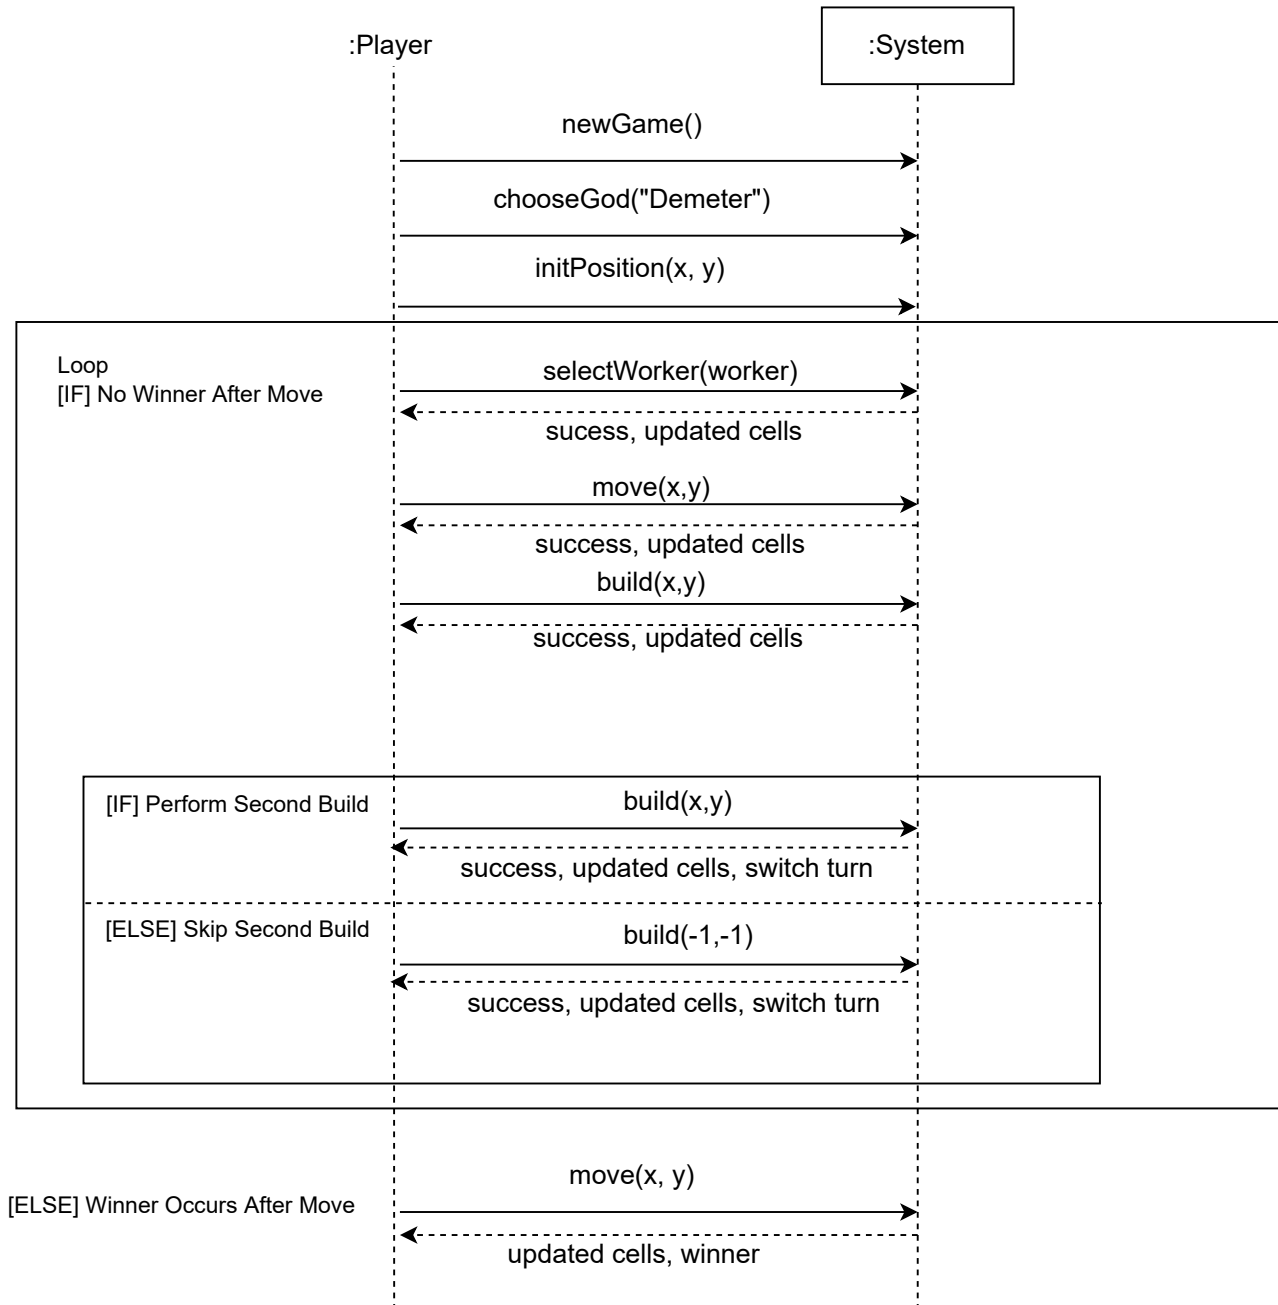 :Player
:System
newGame()
chooseGod("Demeter")
initPosition(x, y)
Loop
[IF] No Winner After Move
selectWorker(worker)
sucess, updated cells
move(x,y)
success, updated cells
build(x,y)
success, updated cells
[IF] Perform Second Build
build(x,y)
success, updated cells, switch turn
[ELSE] Skip Second Build
build(-1,-1)
success, updated cells, switch turn
[ELSE] Winner Occurs After Move
move(x, y)
updated cells, winner